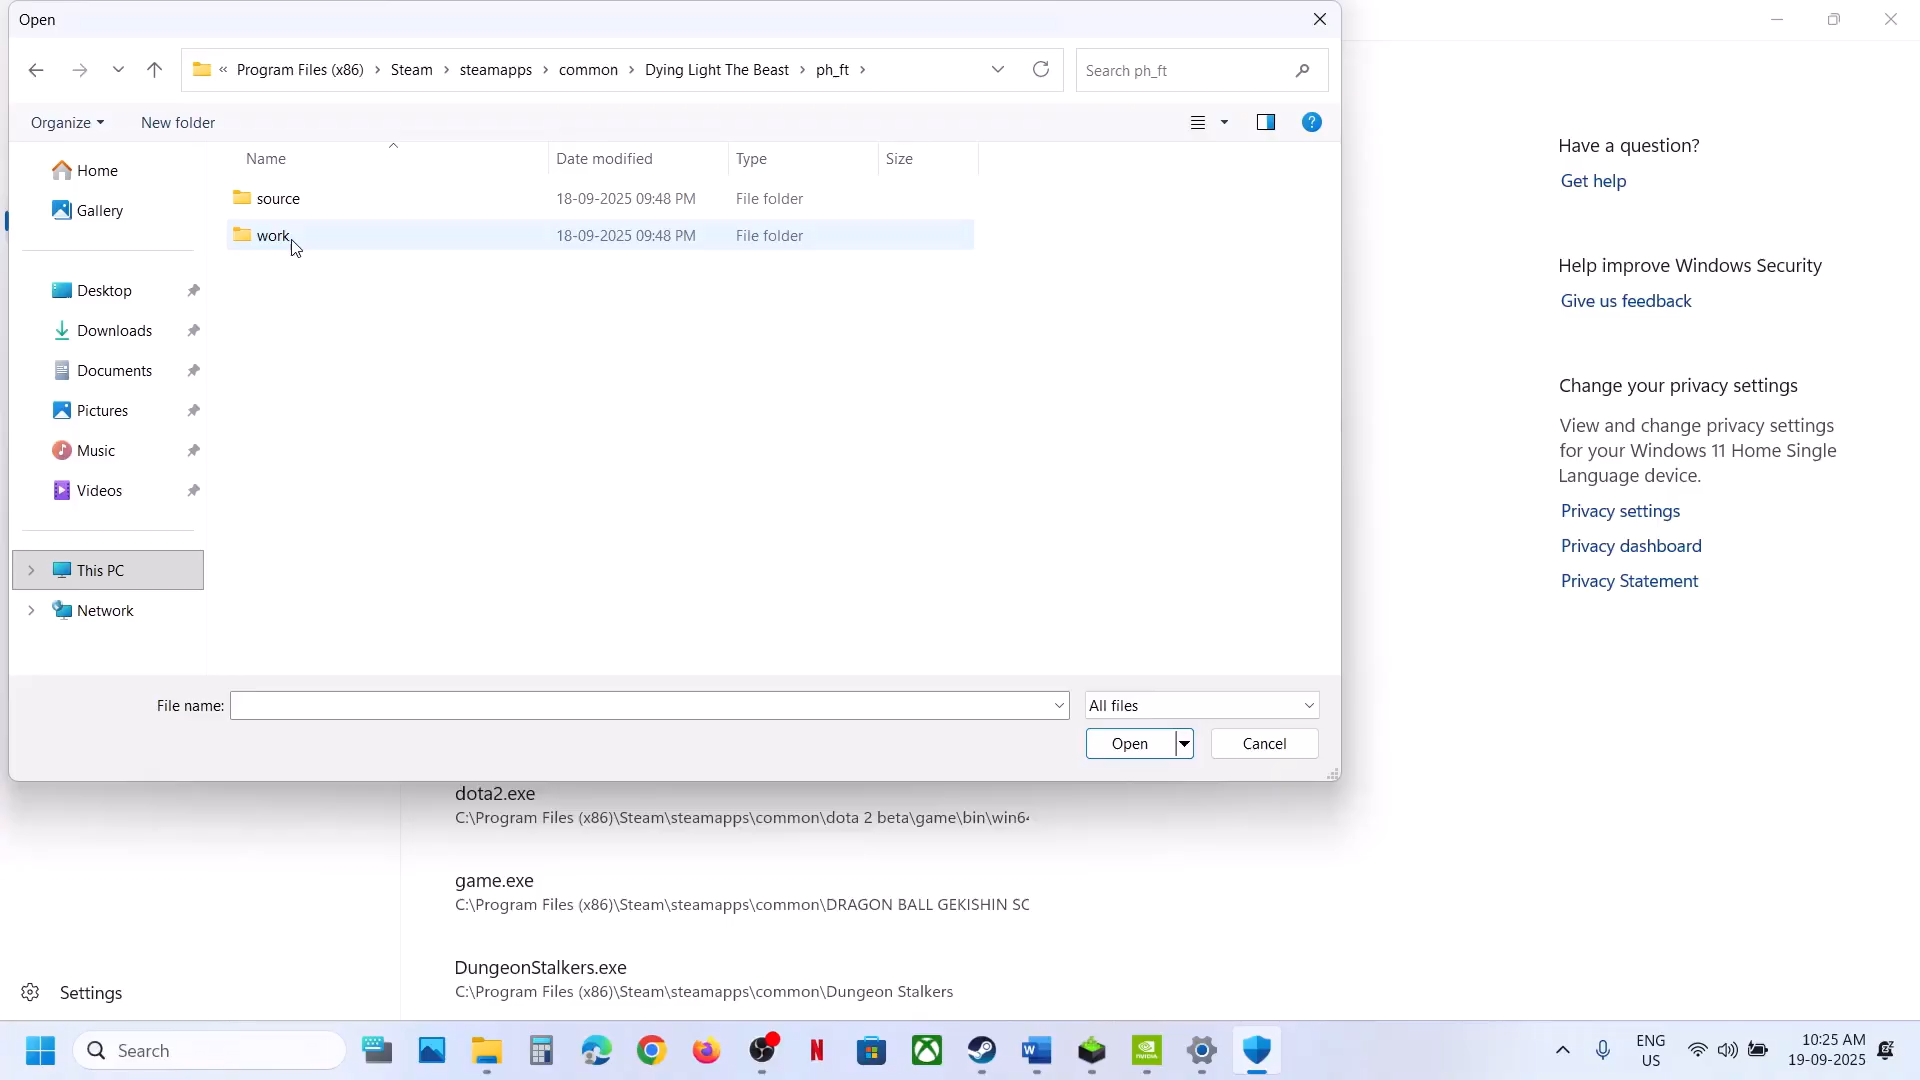 Open
« Program Files (x86) > Steam > steamapps > common > Dying Light The Beast > ph_ft >
Search ph_ft
Organize
New folder
?
Name
Date modified
Type
Size
Home
Gallery
Desktop
Downloads
Documents
Pictures
Music
Videos
This PC
Network
source
18-09-2025 09:48 PM
File folder
work
18-09-2025 09:48 PM
File folder
File name:
All files
Open
Cancel
dota2.exe
C:\Program Files (x86)\Steam\steamapps\common\dota 2 beta\game\bin\win64
game.exe
C:\Program Files (x86)\Steam\steamapps\common\DRAGON BALL GEKISHIN SC
DungeonStalkers.exe
C:\Program Files (x86)\Steam\steamapps\common\Dungeon Stalkers
Settings
Have a question?
Get help
Help improve Windows Security
Give us feedback
Change your privacy settings
View and change privacy settings
for your Windows 11 Home Single
Language device.
Privacy settings
Privacy dashboard
Privacy Statement
Search
N
W
NVIDIA
ENG
US
10:25 AM
19-09-2025